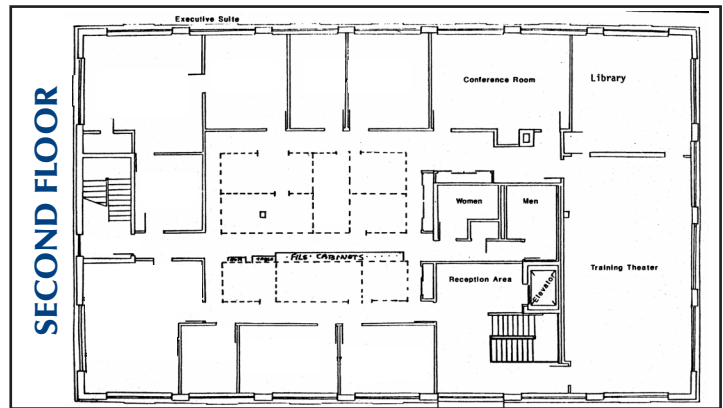 SECOND FLOOR
Executive Suite
Conference Room
Library
Women
Men
FILE CABINETS
Reception Area
Elevator
Training Theater